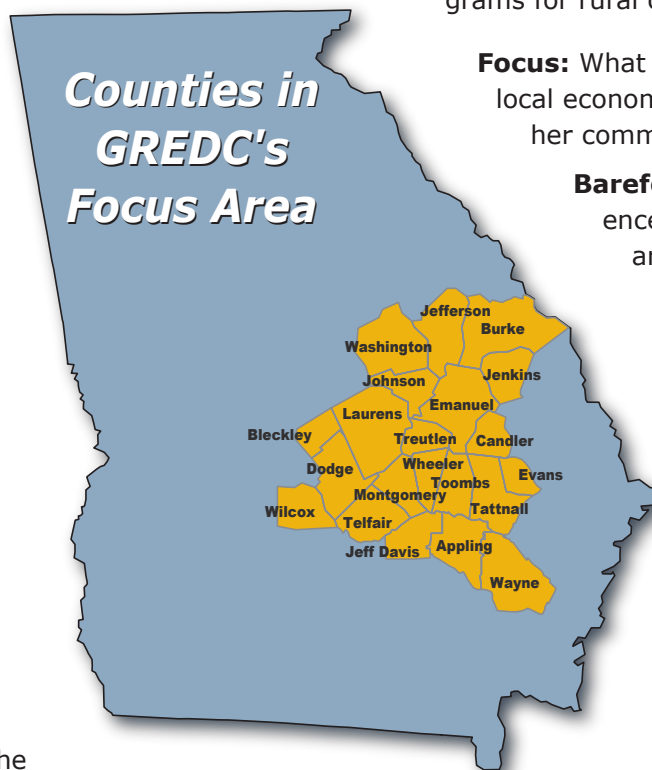 grams for rural
Focus: What
local econom
her comm
Barefo
ence
an
Counties in
GREDC's
Focus Area
Jefferson
Burke
Washington
Jenkins
Johnson
Emanuel
Laurens
Bleckley
Treutlen
Candler
Dodge
Wheeler
Evans
Toombs
Montgomery
Wilcox
Tattnall
Telfair
Jeff Davis
Appling
Wayne
he